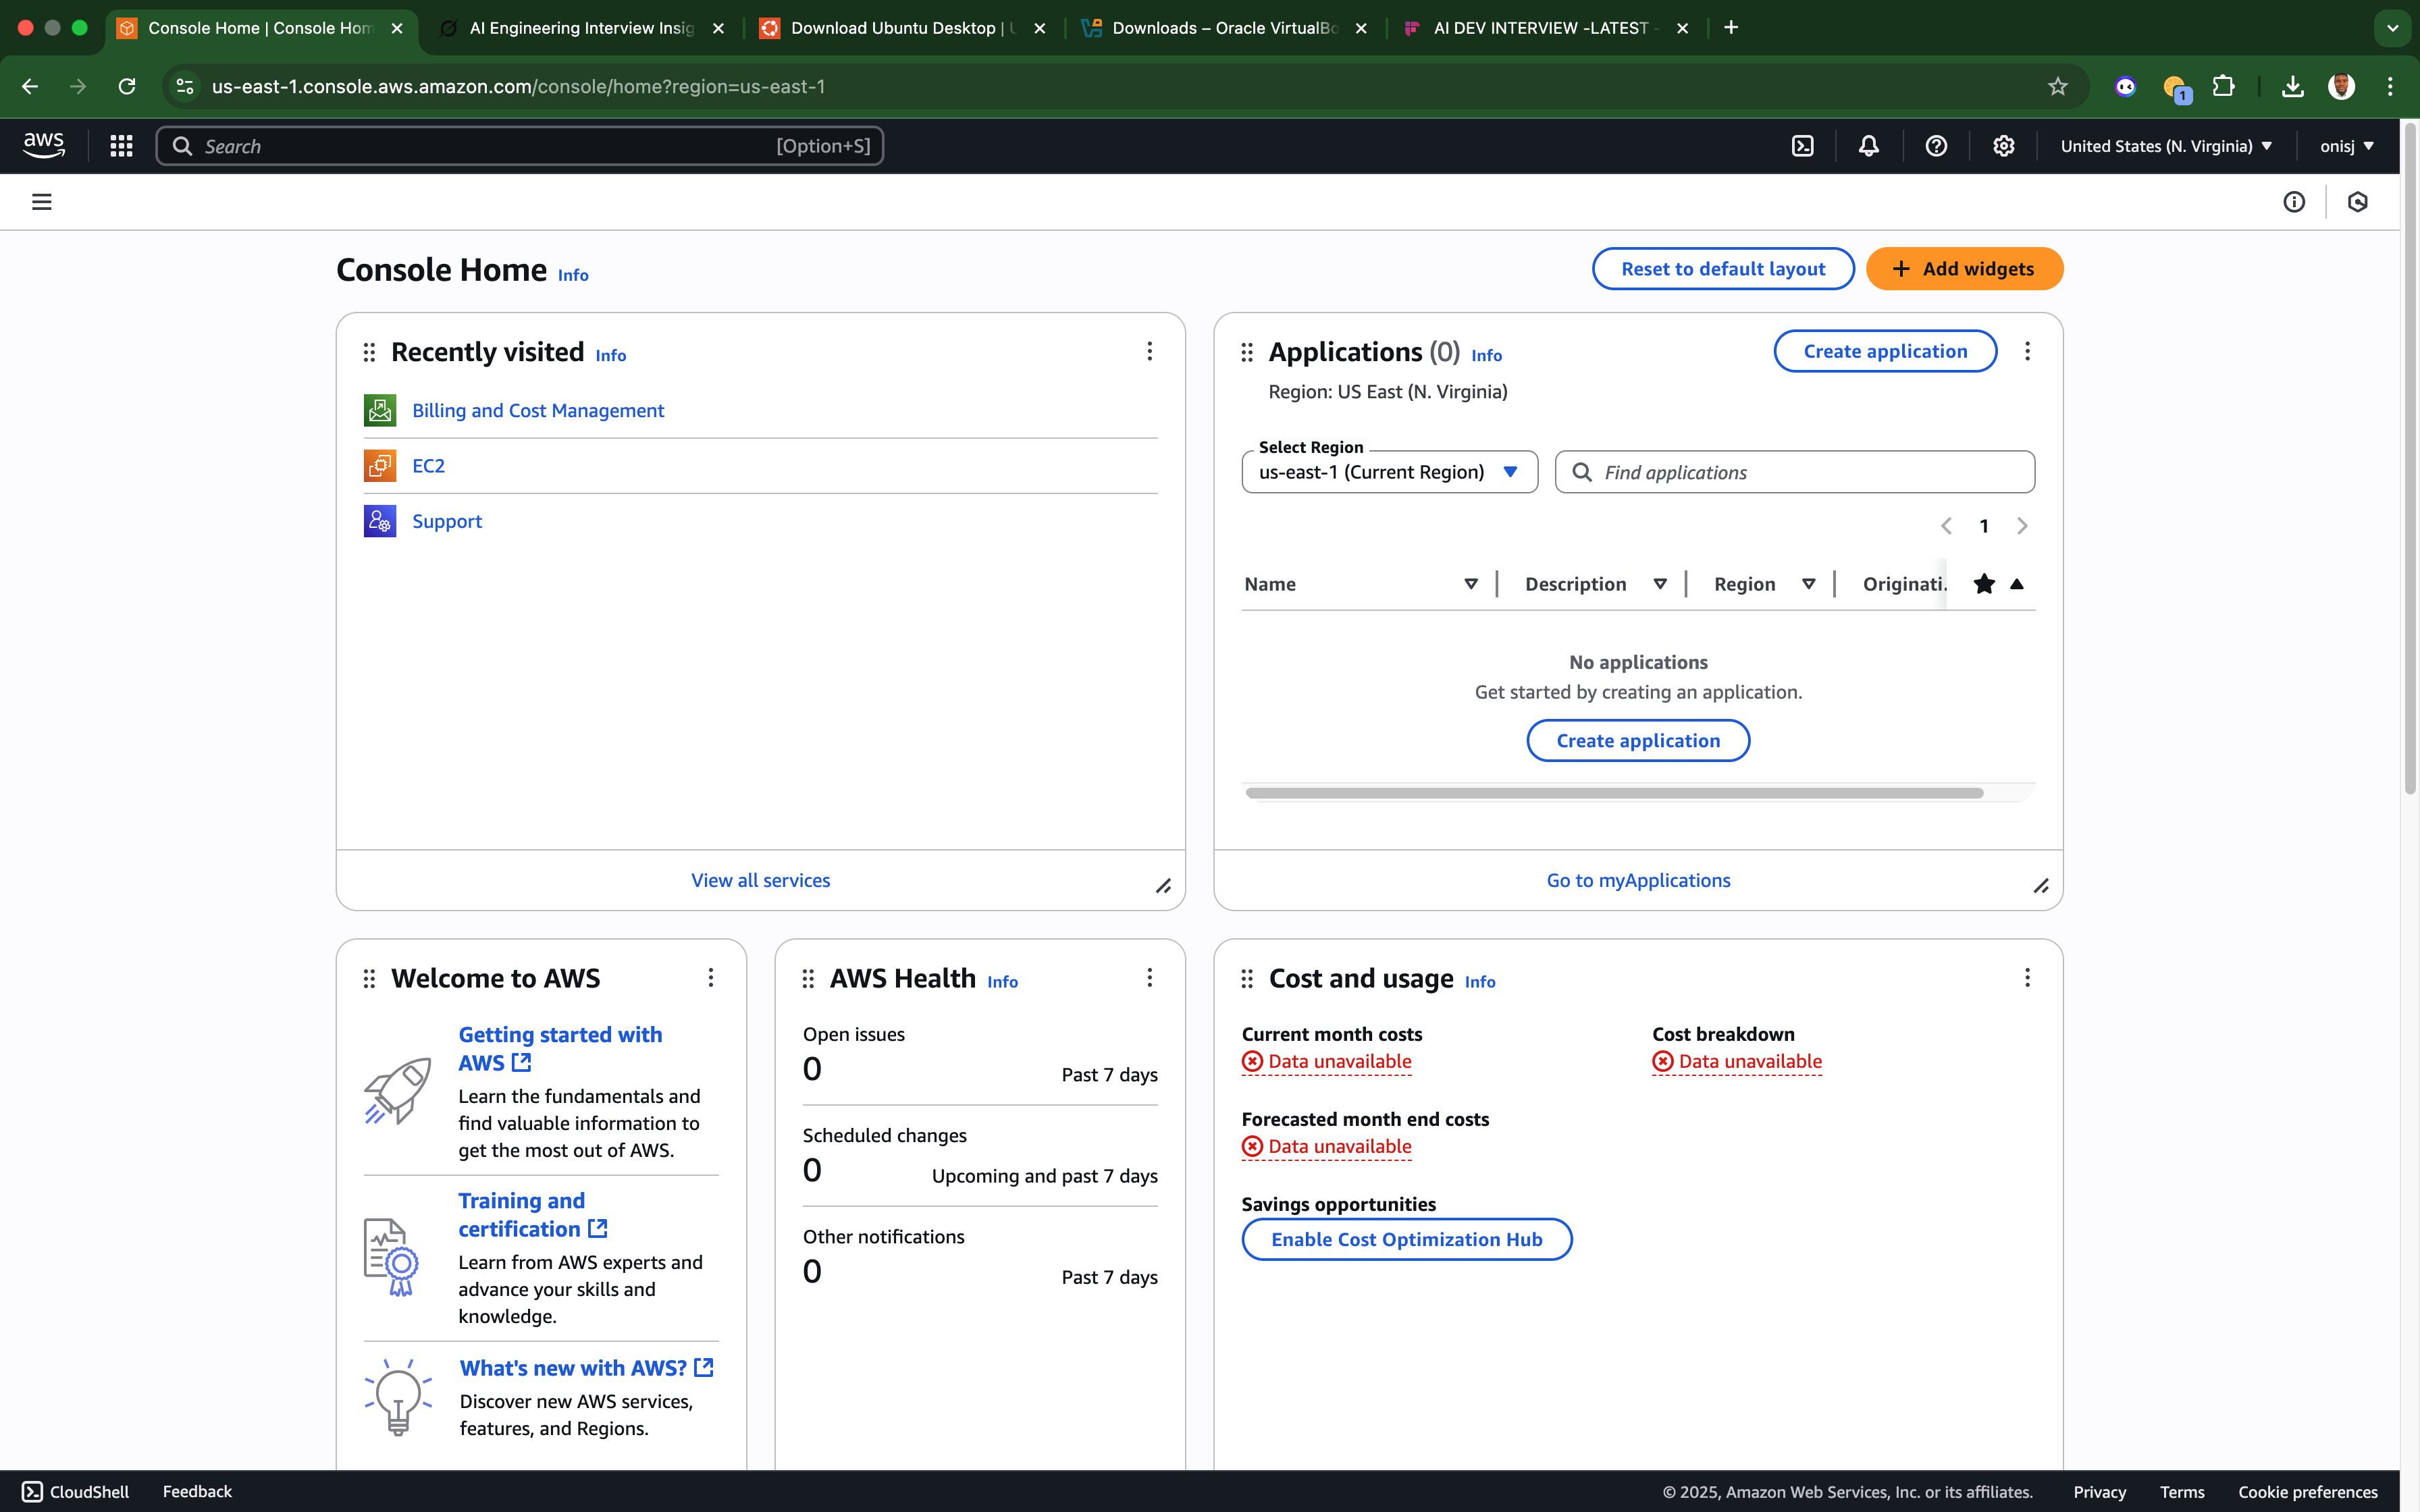 Console Home | Console Hom
AI Engineering Interview Insig
Download Ubuntu Desktop | U
Downloads – Oracle VirtualBo
AI DEV INTERVIEW -LATEST -
us-east-1.console.aws.amazon.com/console/home?region=us-east-1
1
aws
Search
[Option+S]
United States (N. Virginia)
onisj
Console Home Info
Reset to default layout
Add widgets
Recently visited Info
Billing and Cost Management
EC2
Support
View all services
Applications (0) Info
Create application
Region: US East (N. Virginia)
Select Region
us-east-1 (Current Region)
Find applications
1
Name
Description
Region
Originati.
No applications
Get started by creating an application.
Create application
Go to myApplications
Welcome to AWS
Getting started with
AWS
Learn the fundamentals and
find valuable information to
get the most out of AWS.
Training and
certification
Learn from AWS experts and
advance your skills and
knowledge.
What's new with AWS?
Discover new AWS services,
features, and Regions.
AWS Health Info
Open issues
0
Past 7 days
Scheduled changes
0
Upcoming and past 7 days
Other notifications
0
Past 7 days
Cost and usage Info
Current month costs
Data unavailable
Cost breakdown
Data unavailable
Forecasted month end costs
Data unavailable
Savings opportunities
Enable Cost Optimization Hub
CloudShell
Feedback
© 2025, Amazon Web Services, Inc. or its affiliates.
Privacy
Terms
Cookie preferences